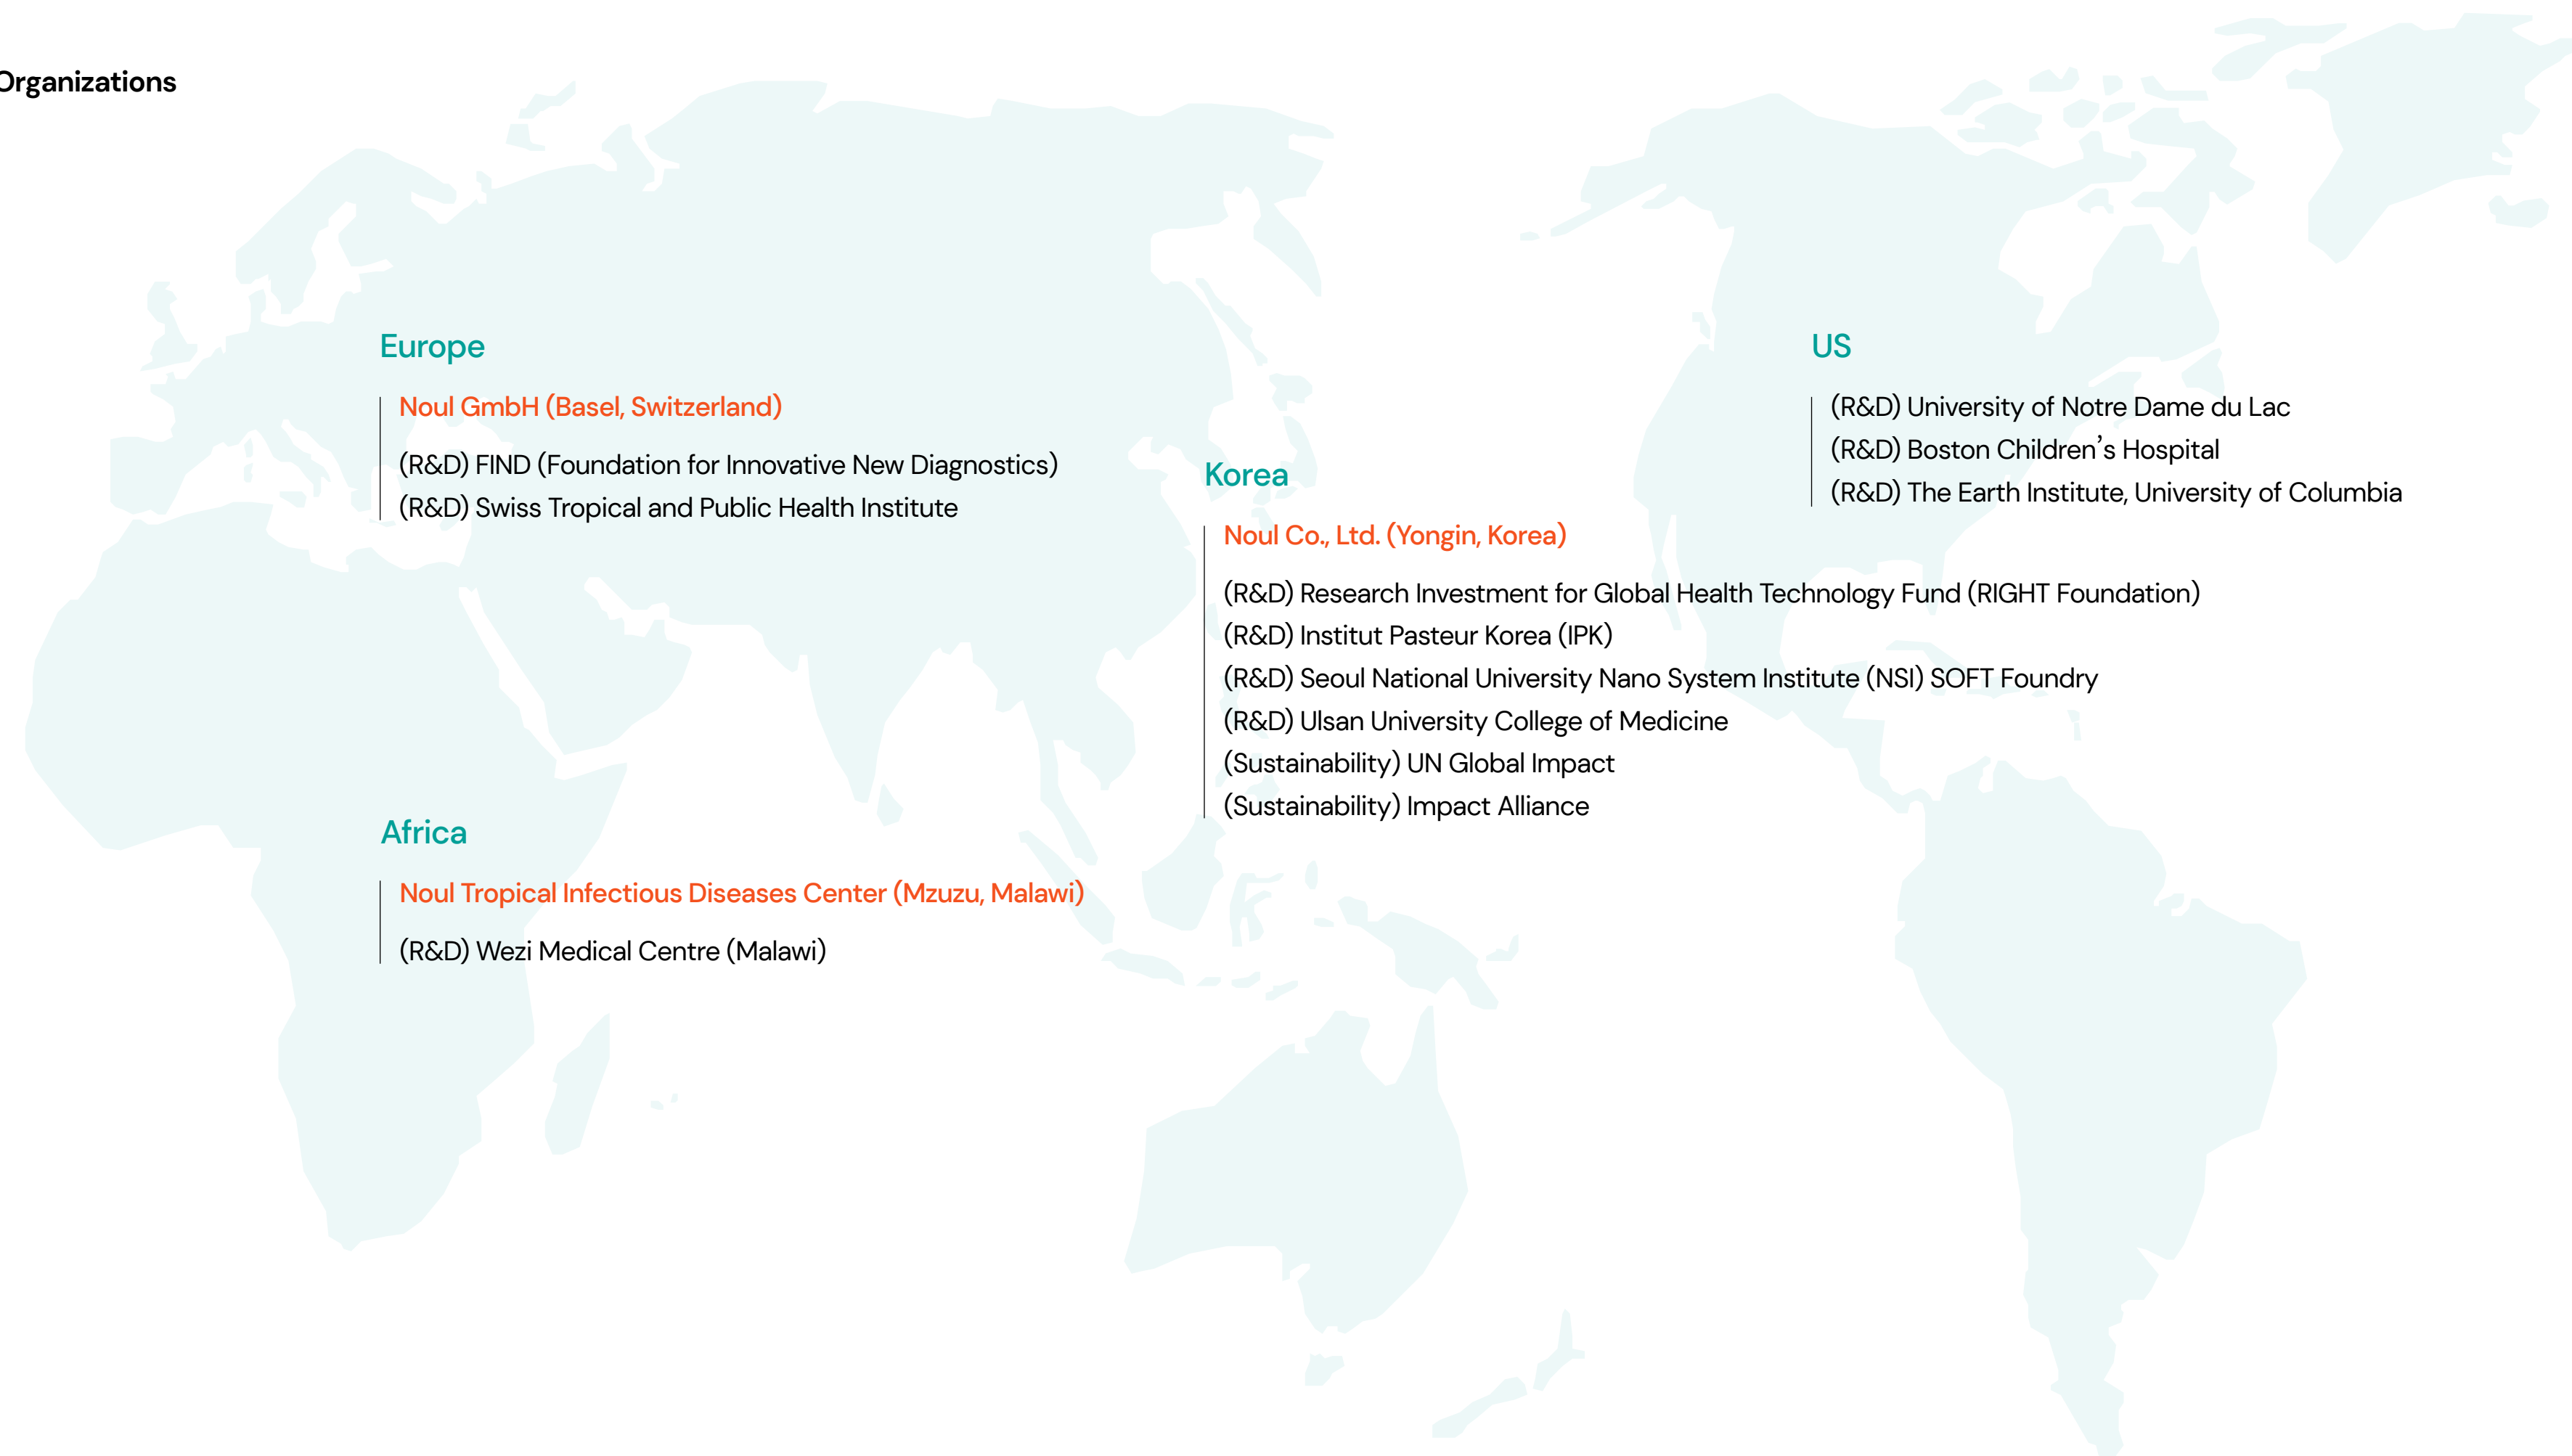 Organizations
Europe
Noul GmbH (Basel, Switzerland)
(R&D) FIND (Foundation for Innovative New Diagnostics)
(R&D) Swiss Tropical and Public Health Institute
Africa
Noul Tropical Infectious Diseases Center (Mzuzu, Malawi)
(R&D) Wezi Medical Centre (Malawi)
Korea
Noul Co., Ltd. (Yongin, Korea)
(R&D) Research Investment for Global Health Technology Fund (RIGHT Foundation)
(R&D) Institut Pasteur Korea (IPK)
(R&D) Seoul National University Nano System Institute (NSI) SOFT Foundry
(R&D) Ulsan University College of Medicine
(Sustainability) UN Global Impact
(Sustainability) Impact Alliance
US
(R&D) University of Notre Dame du Lac
(R&D) Boston Children’s Hospital
(R&D) The Earth Institute, University of Columbia